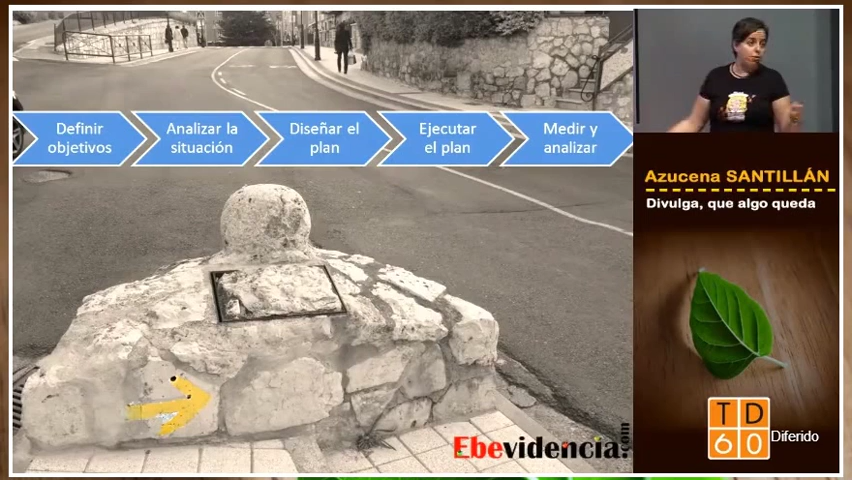 Definir
objetivos
Analizar la
situación
Diseñar el
plan
Ejecutar
el plan
Medir y
analizar
Azucena SANTILLÁN
Divulga, que algo queda
Ebevidencia.com
TD
60
Diferido